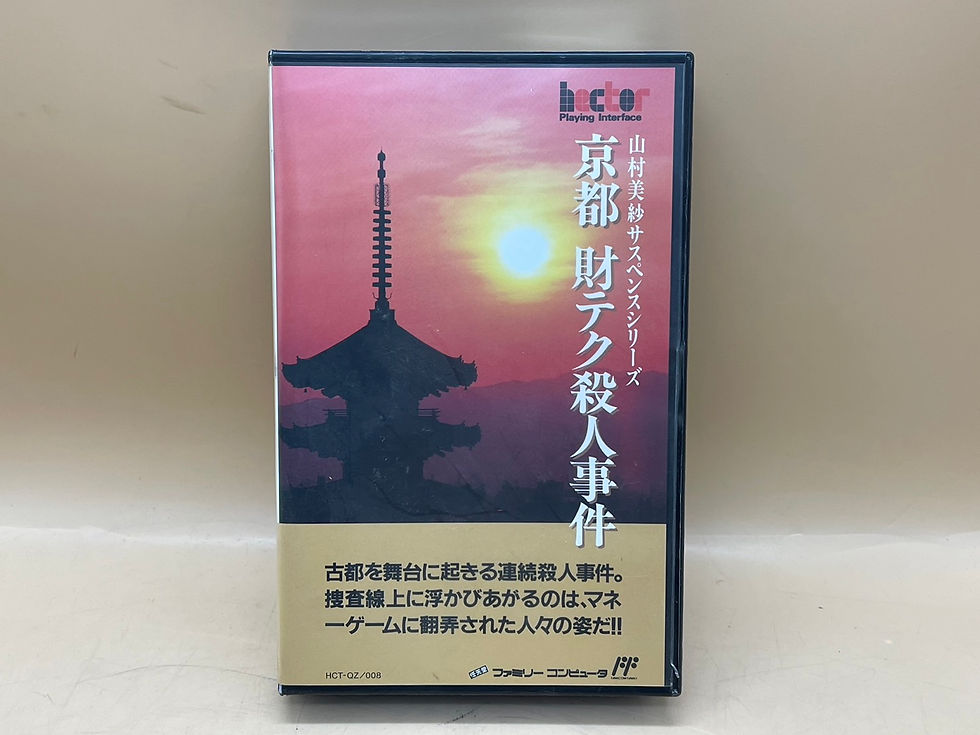 hector
Playing Interface
山村美紗サスペンスシリーズ
京都 財テク殺人事件
古都を舞台に起きる連続殺人事件。
捜査線上に浮かびあがるのは、マネ
ーゲームに翻弄された人々の姿だ!!
HCT-QZ/008
ファミリー コンピュータ